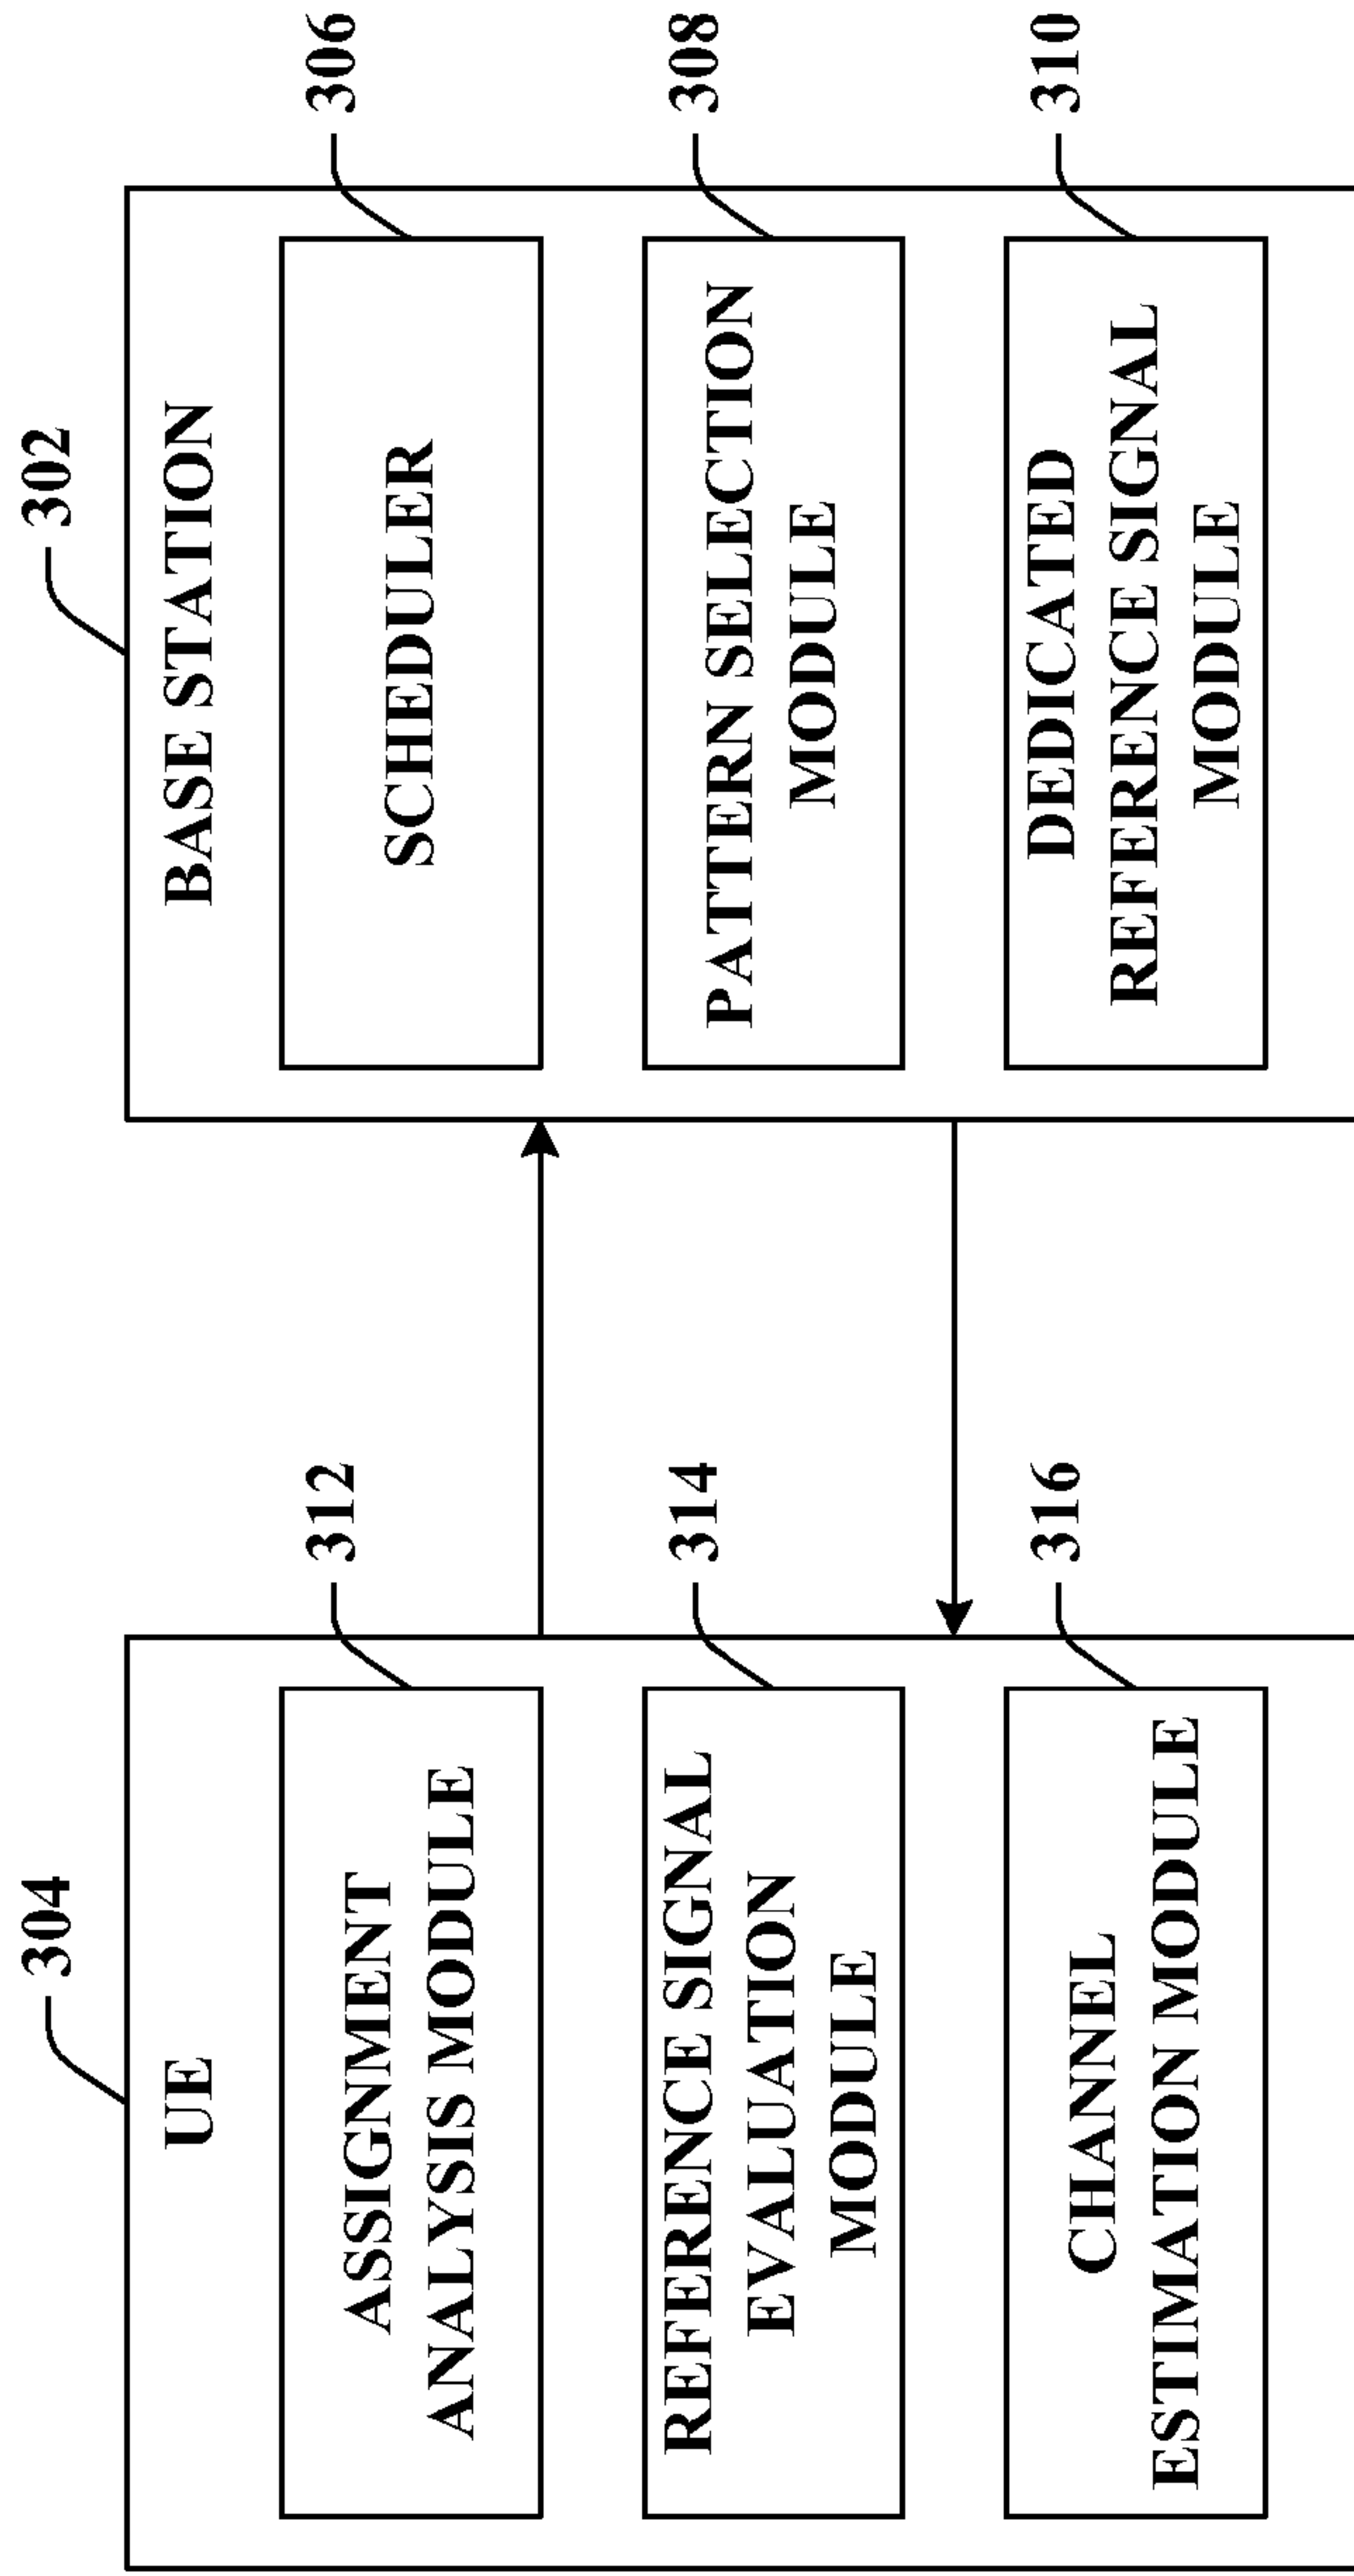 304
UE
312
ASSIGNMENT
ANALYSIS MODULE
314
REFERENCE SIGNAL
EVALUATION
MODULE
316
CHANNEL
ESTIMATION MODULE
302
BASE STATION
306
SCHEDULER
308
PATTERN SELECTION
MODULE
310
DEDICATED
REFERENCE SIGNAL
MODULE